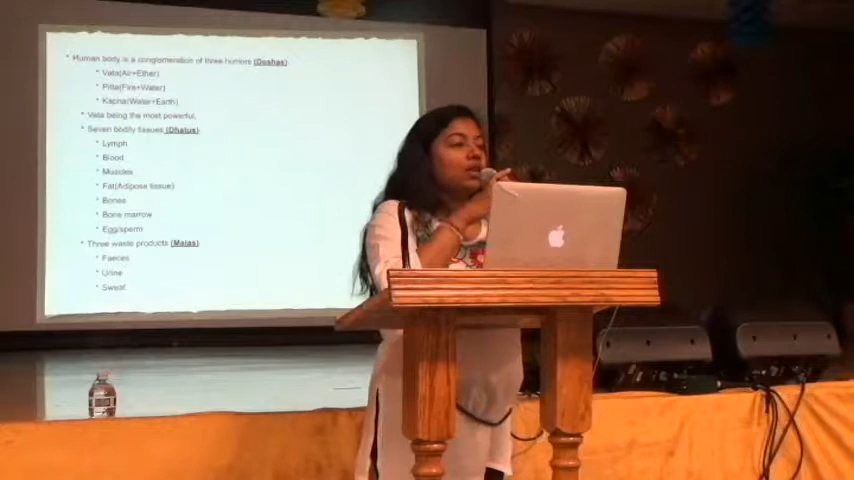 Human body is a conglomeration of three humors (Doshas)
Vata(Air+Ether)
Pitta(Fire+Water)
Kapha(Water+Earth)
Vata being the most powerful,
Seven bodily tissues (Dhatus)
Lymph
Blood
Muscles
Fat(Adipose tissue)
Bones
Bone marrow
Egg/sperm
Three waste products (Malas)
Faeces
Urine
Sweat